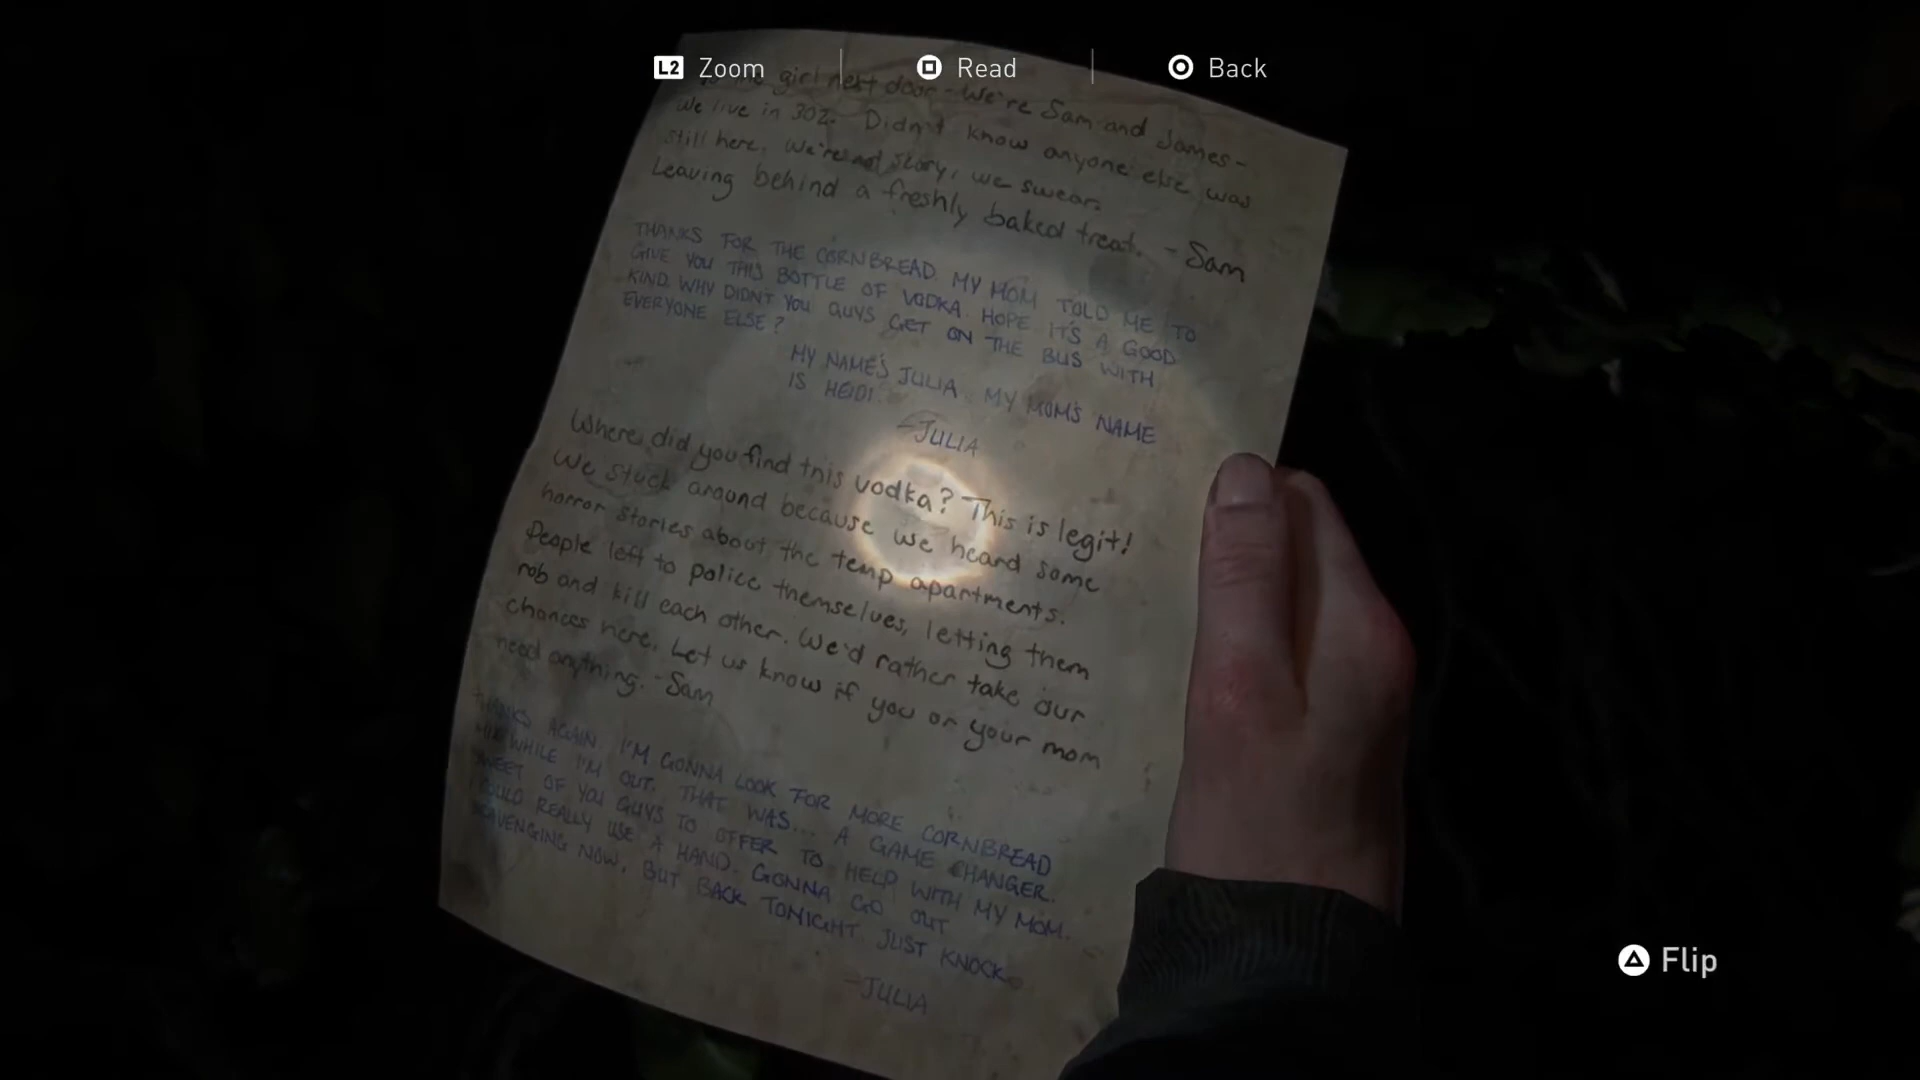 L2 Zoom
Read
Back
girl next door - We're Sam and James -
We live in 302. Didn't know anyone else was
still here. We're not scary, we swear.
Leaving behind a freshly baked treat. - Sam
THANKS FOR THE CORNBREAD. MY MOM TOLD ME TO
GIVE YOU THIS BOTTLE OF VODKA. HOPE IT'S A GOOD
KIND. WHY DIDNT YOU GUYS GET ON THE BUS WITH
EVERYONE ELSE?
MY NAME'S JULIA. MY MOM'S NAME
IS HEIDI.
-JULIA
Where did you find this vodka? This is legit!
We stuck around because we heard some
horror stories about the temp apartments.
People left to police themselves, letting them
rob and kill each other. We'd rather take our
chances here. Let us know if you or your mom
need anything. -Sam
THANKS AGAIN. I'M GONNA LOOK FOR MORE CORNBREAD
MIX WHILE I'M OUT. THAT WAS... A GAME CHANGER.
SWEET OF YOU GUYS TO OFFER TO HELP WITH MY MOM.
COULD REALLY USE A HAND. GONNA GO OUT
SCAVENGING NOW, BUT BACK TONIGHT. JUST KNOCK.
-JULIA
Flip